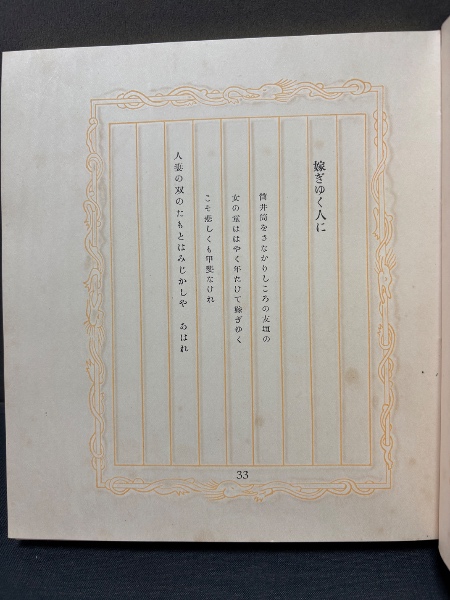 嫁ぎゆく人に
筒井筒をさなかりしころの友垣の
女の童ははやく年たけて嫁ぎゆく
こそ悲しくも甲斐なけれ
人妻の双のたもとはみじかしや　あはれ
33